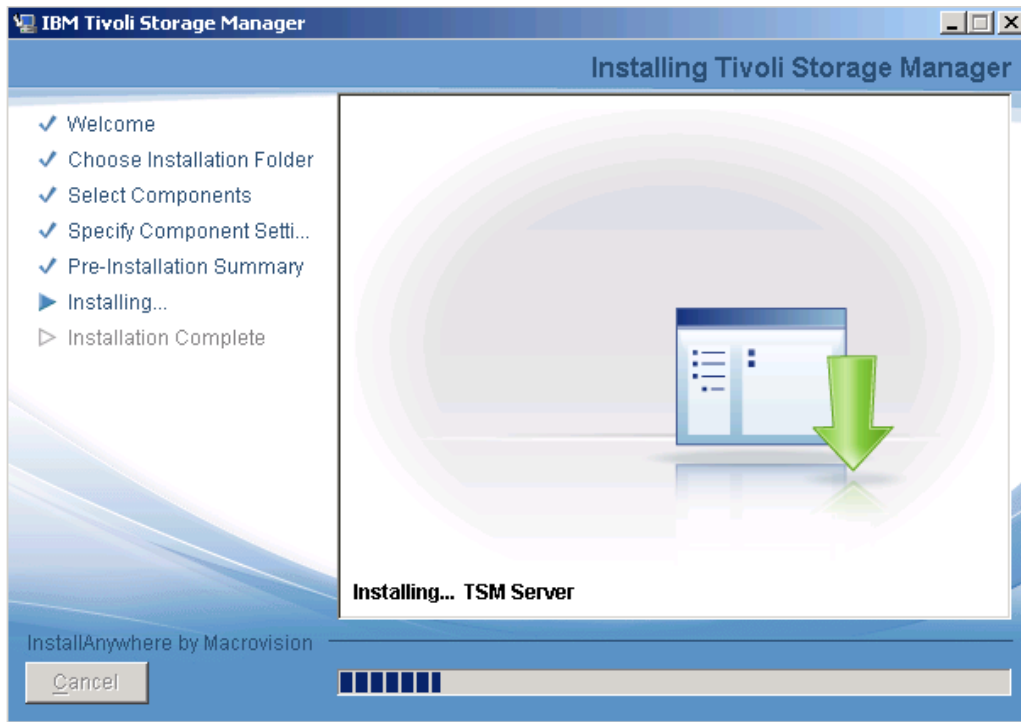 IBM Tivoli Storage Manager
Installing Tivoli Storage Manager
Welcome
Choose Installation Folder
Select Components
Specify Component Setti...
Pre-Installation Summary
Installing...
Installation Complete
Installing... TSM Server
InstallAnywhere by Macrovision
Cancel